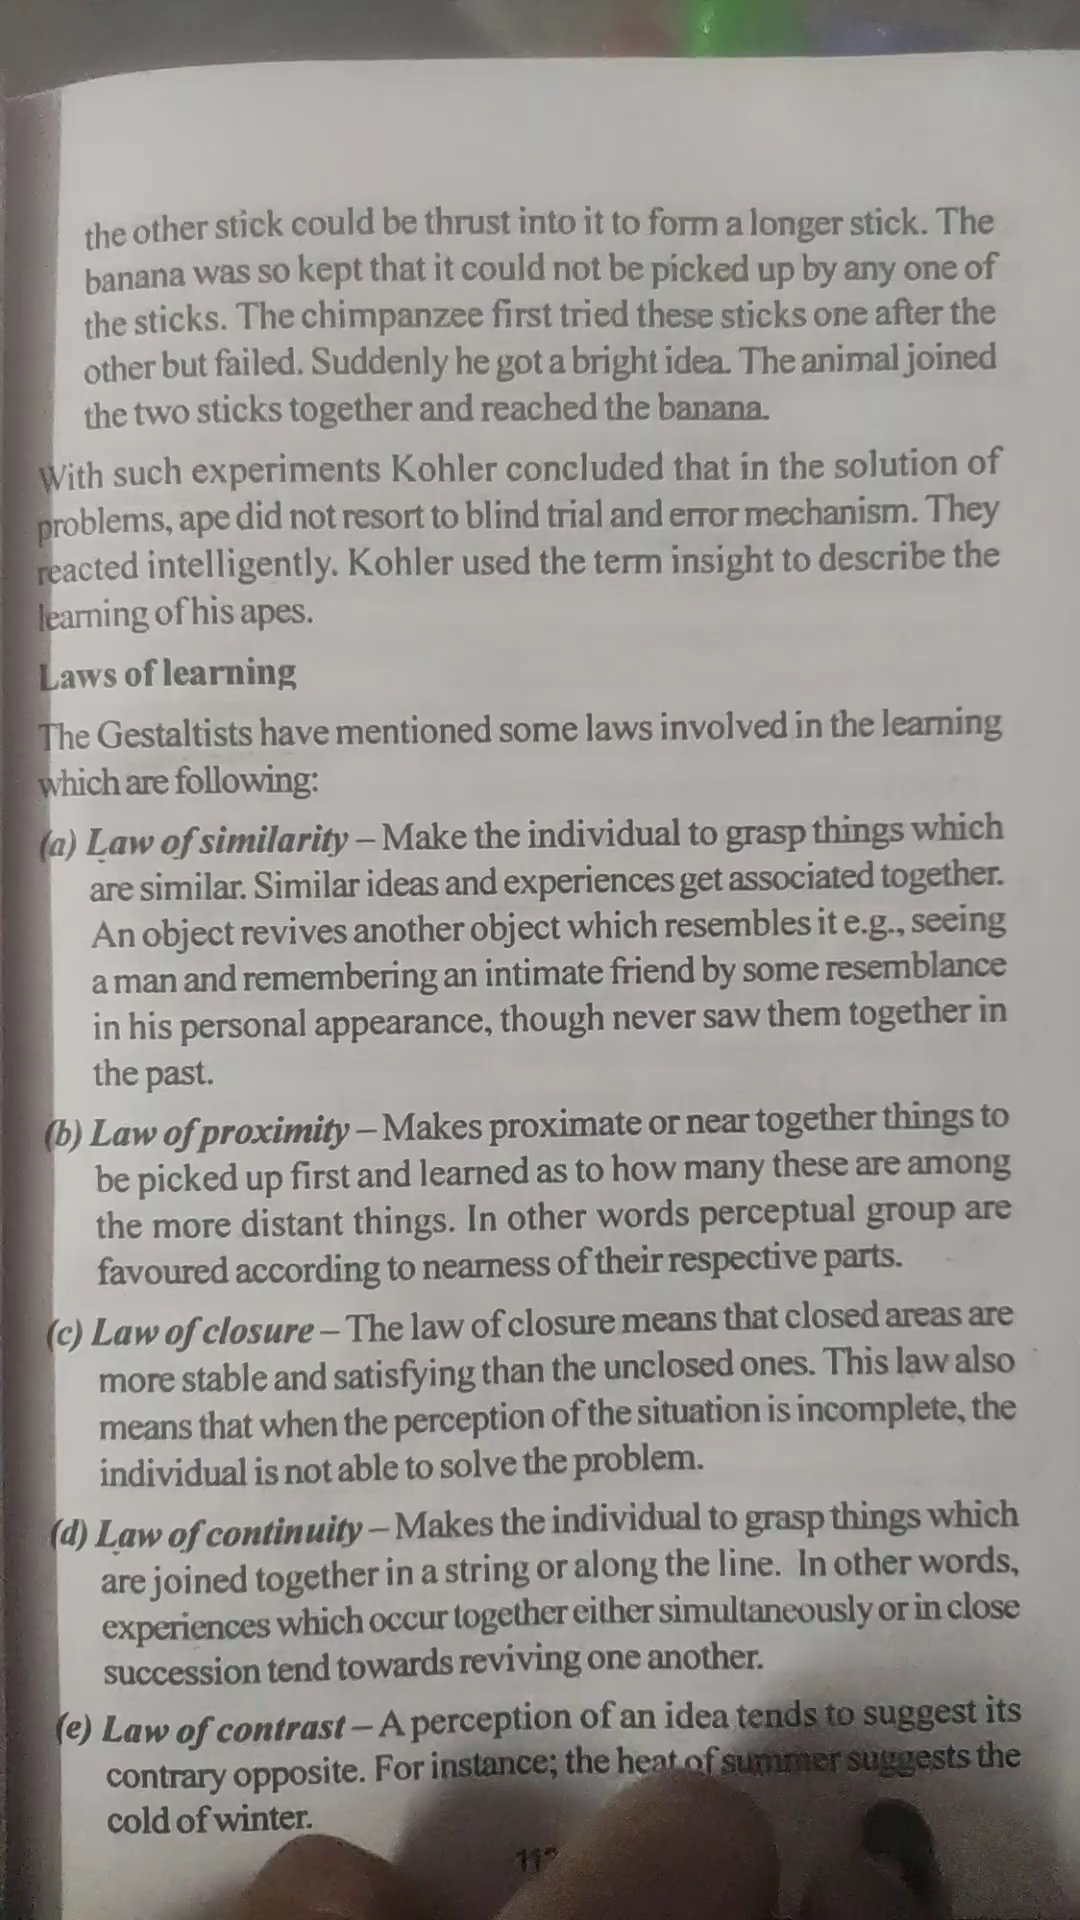 the other stick could be thrust into it to form a longer stick. The
banana was so kept that it could not be picked up by any one of
the sticks. The chimpanzee first tried these sticks one after the
other but failed. Suddenly he got a bright idea. The animal joined
the two sticks together and reached the banana.
With such experiments Kohler concluded that in the solution of
problems, ape did not resort to blind trial and error mechanism. They
reacted intelligently. Kohler used the term insight to describe the
learning of his apes.
Laws of learning
The Gestaltists have mentioned some laws involved in the learning
which are following:
(a) Law of similarity – Make the individual to grasp things which
are similar. Similar ideas and experiences get associated together.
An object revives another object which resembles it e.g., seeing
a man and remembering an intimate friend by some resemblance
in his personal appearance, though never saw them together in
the past.
(b) Law of proximity – Makes proximate or near together things to
be picked up first and learned as to how many these are among
the more distant things. In other words perceptual group are
favoured according to nearness of their respective parts.
(c) Law of closure – The law of closure means that closed areas are
more stable and satisfying than the unclosed ones. This law also
means that when the perception of the situation is incomplete, the
individual is not able to solve the problem.
(d) Law of continuity – Makes the individual to grasp things which
are joined together in a string or along the line. In other words,
experiences which occur together either simultaneously or in close
succession tend towards reviving one another.
(e) Law of contrast – A perception of an idea tends to suggest its
contrary opposite. For instance; the heat of summer suggests the
cold of winter.